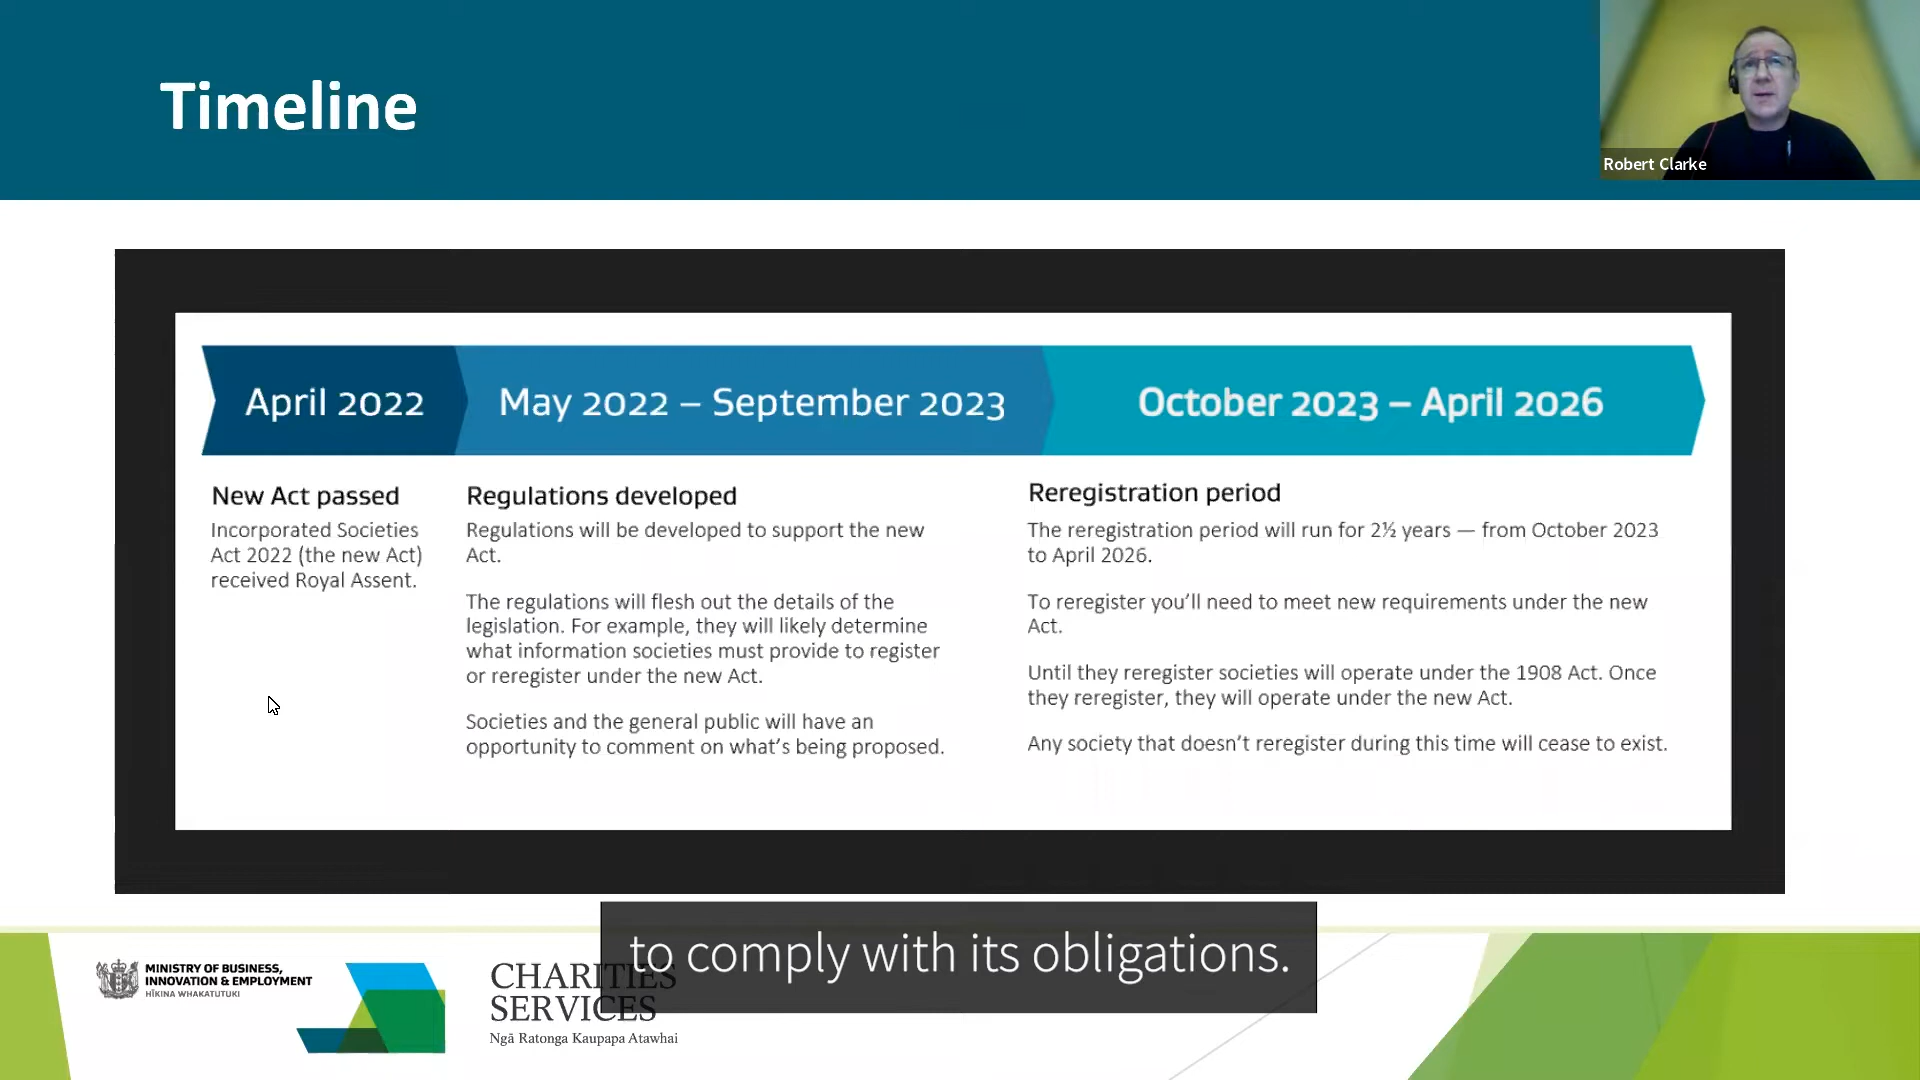 Timeline
Robert Clarke
April 2022
May 2022 – September 2023
October 2023 – April 2026
New Act passed
Incorporated Societies
Act 2022 (the new Act)
received Royal Assent.
Regulations developed
Regulations will be developed to support the new
Act.
The regulations will flesh out the details of the
legislation. For example, they will likely determine
what information societies must provide to register
or reregister under the new Act.
Societies and the general public will have an
opportunity to comment on what's being proposed.
Reregistration period
The reregistration period will run for 2½ years — from October 2023
to April 2026.
To reregister you'll need to meet new requirements under the new
Act.
Until they reregister societies will operate under the 1908 Act. Once
they reregister, they will operate under the new Act.
Any society that doesn't reregister during this time will cease to exist.
to comply with its obligations.
MINISTRY OF BUSINESS,
INNOVATION & EMPLOYMENT
HĪKINA WHAKATUTUKI
CHARITIES
SERVICES
Ngā Ratonga Kaupapa Atawhai